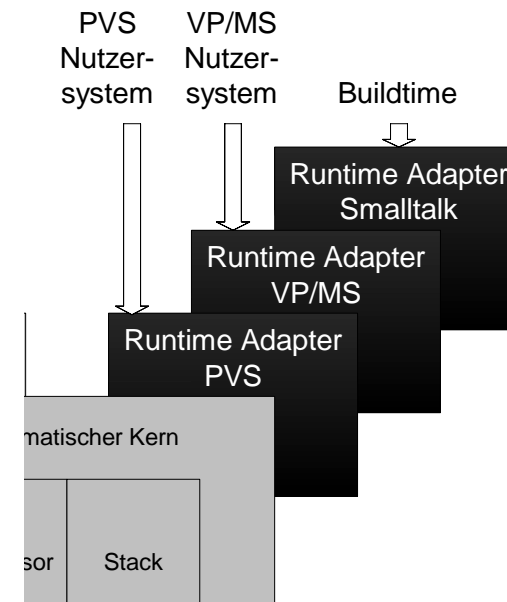 PVS
Nutzer-
system
VP/MS
Nutzer-
system
Buildtime
Runtime Adapter
Smalltalk
Runtime Adapter
VP/MS
Runtime Adapter
PVS
matischer Kern
sor
Stack